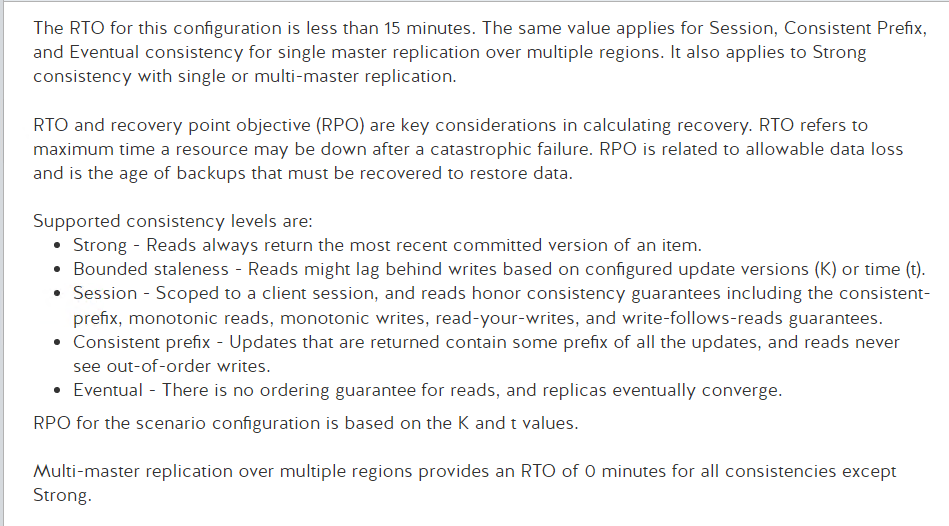 The RTO for this configuration is less than 15 minutes. The same value applies for Session, Consistent Prefix,
and Eventual consistency for single master replication over multiple regions. It also applies to Strong
consistency with single or multi-master replication.
RTO and recovery point objective (RPO) are key considerations in calculating recovery. RTO refers to
maximum time a resource may be down after a catastrophic failure. RPO is related to allowable data loss
and is the age of backups that must be recovered to restore data.
Supported consistency levels are:
• Strong - Reads always return the most recent committed version of an item.
• Bounded staleness - Reads might lag behind writes based on configured update versions (K) or time (t).
• Session - Scoped to a client session, and reads honor consistency guarantees including the consistent-
prefix, monotonic reads, monotonic writes, read-your-writes, and write-follows-reads guarantees.
• Consistent prefix - Updates that are returned contain some prefix of all the updates, and reads never
see out-of-order writes.
• Eventual - There is no ordering guarantee for reads, and replicas eventually converge.
RPO for the scenario configuration is based on the K and t values.
Multi-master replication over multiple regions provides an RTO of 0 minutes for all consistencies except
Strong.